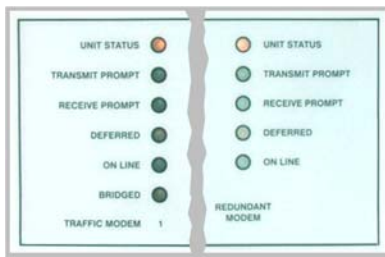 UNIT STATUS
TRANSMIT PROMPT
RECEIVE PROMPT
DEFERRED
ON LINE
BRIDGED
TRAFFIC MODEM 1
UNIT STATUS
TRANSMIT PROMPT
RECEIVE PROMPT
DEFERRED
ON LINE
REDUNDANT
MODEM